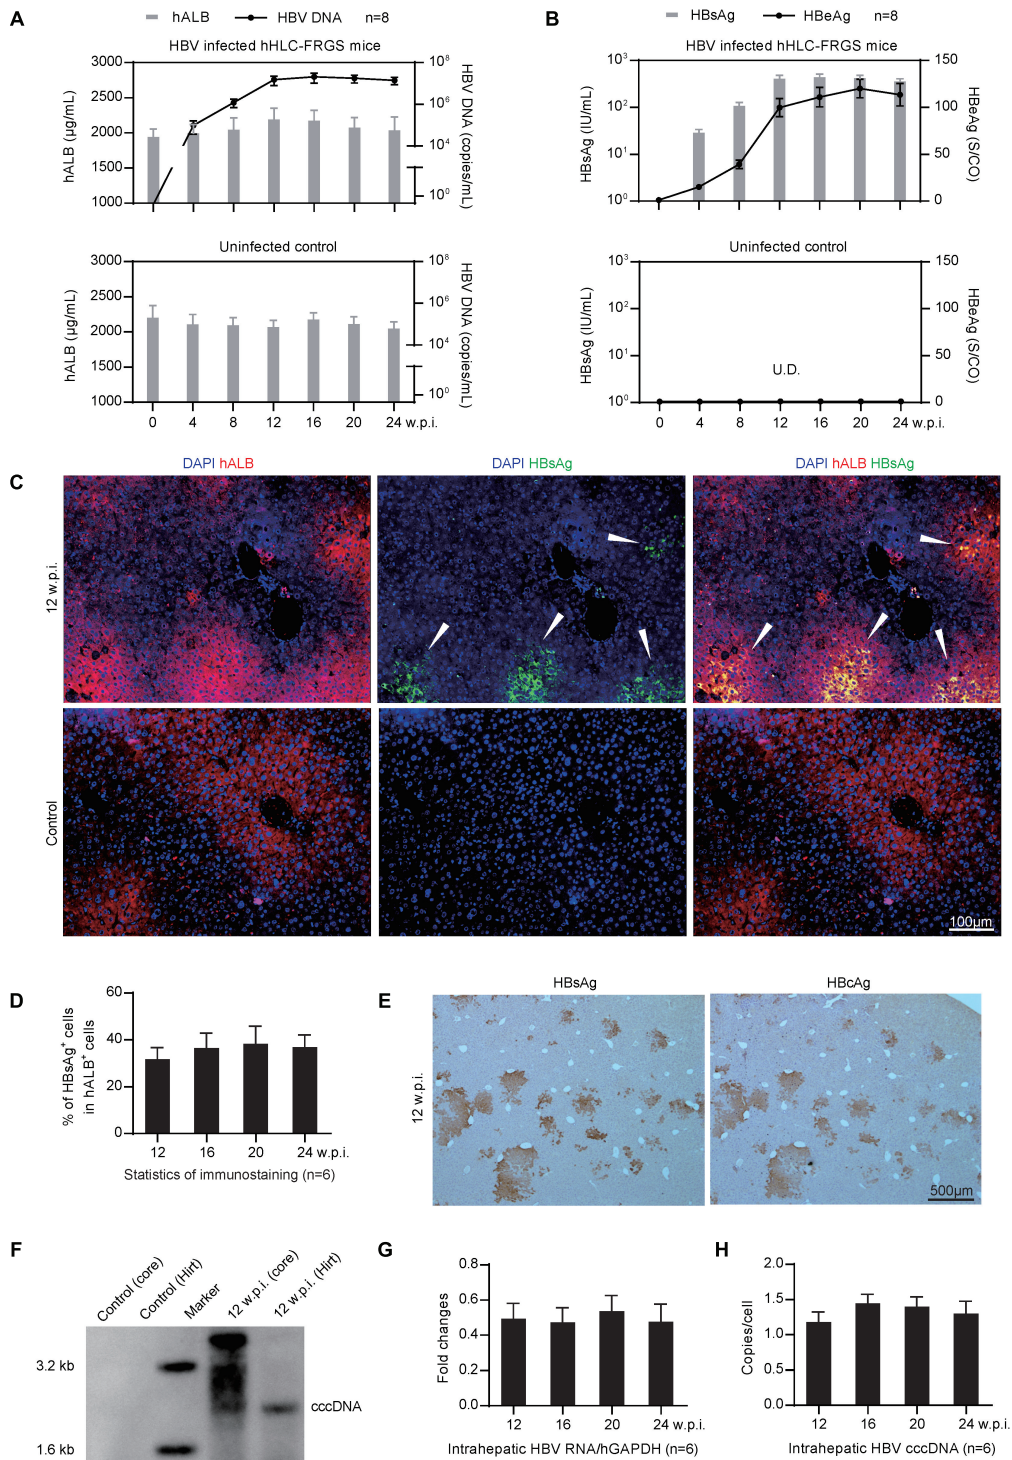 A
hALB HBV DNA n=8
HBV infected hHLC-FRGS mice
hALB (µg/mL)
3000
2500
2000
1500
1000
10⁸
10⁶
10⁴
10⁰
HBV DNA (copies/mL)
Uninfected control
hALB (µg/mL)
3000
2500
2000
1500
1000
10⁸
10⁶
10⁴
10⁰
HBV DNA (copies/mL)
0 4 8 12 16 20 24 w.p.i.
B
HBsAg HBeAg n=8
HBV infected hHLC-FRGS mice
HBsAg (IU/mL)
10³
10²
10¹
10⁰
150
100
50
0
HBeAg (S/CO)
Uninfected control
HBsAg (IU/mL)
10³
10²
10¹
10⁰
U.D.
150
100
50
0
HBeAg (S/CO)
0 4 8 12 16 20 24 w.p.i.
C
DAPI hALB
DAPI HBsAg
DAPI hALB HBsAg
12 w.p.i.
Control
100µm
D
% of HBsAg⁺ cells
in hALB⁺ cells
60
40
20
0
12 16 20 24 w.p.i.
Statistics of immunostaining (n=6)
E
HBsAg
HBcAg
12 w.p.i.
500µm
F
Control (core)
Control (Hirt)
Marker
12 w.p.i. (core)
12 w.p.i. (Hirt)
3.2 kb
cccDNA
1.6 kb
G
Fold changes
0.8
0.6
0.4
0.2
0.0
12 16 20 24 w.p.i.
Intrahepatic HBV RNA/hGAPDH (n=6)
H
Copies/cell
2.0
1.5
1.0
0.5
0.0
12 16 20 24 w.p.i.
Intrahepatic HBV cccDNA (n=6)